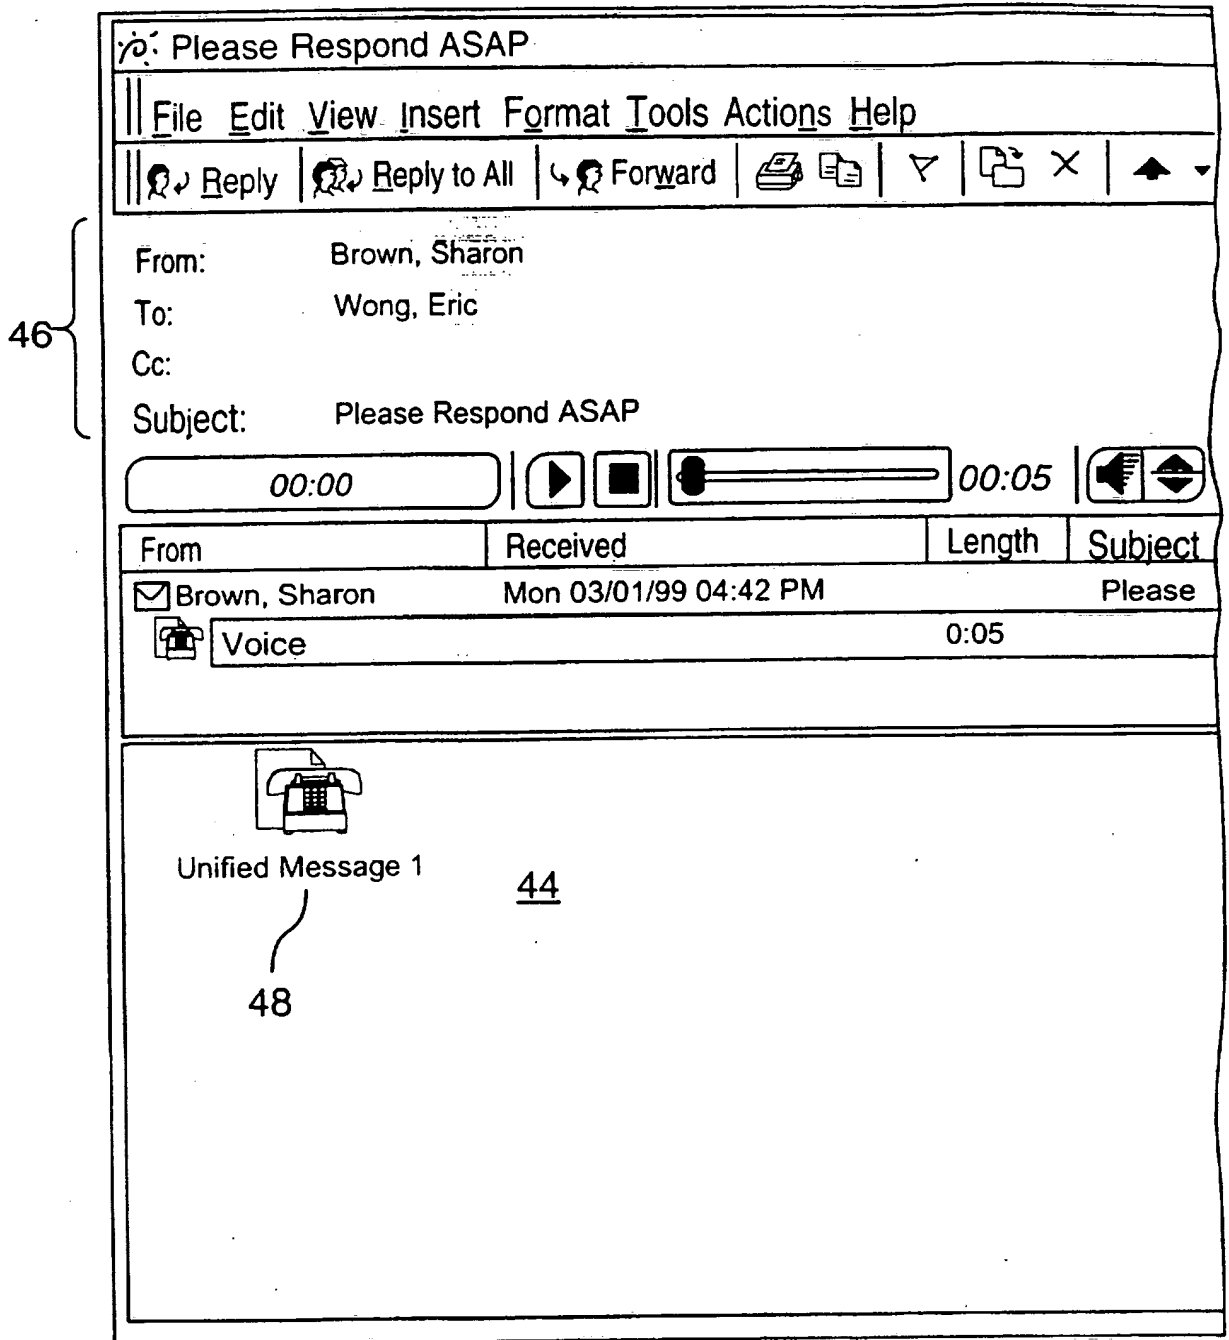 Please Respond ASAP
File Edit View Insert Format Tools Actions Help
Reply Reply to All Forward
From: Brown, Sharon
To: Wong, Eric
46
Cc:
Subject: Please Respond ASAP
00:00 00:05
From Received Length Subject
Brown, Sharon Mon 03/01/99 04:42 PM Please
Voice 0:05
Unified Message 1
44
48